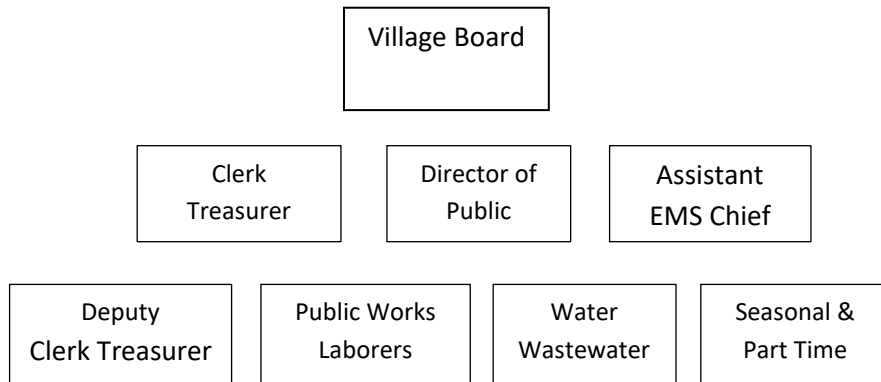 Village Board
Clerk
Treasurer
Director of
Public
Assistant
EMS Chief
Deputy
Clerk Treasurer
Public Works
Laborers
Water
Wastewater
Seasonal &
Part Time